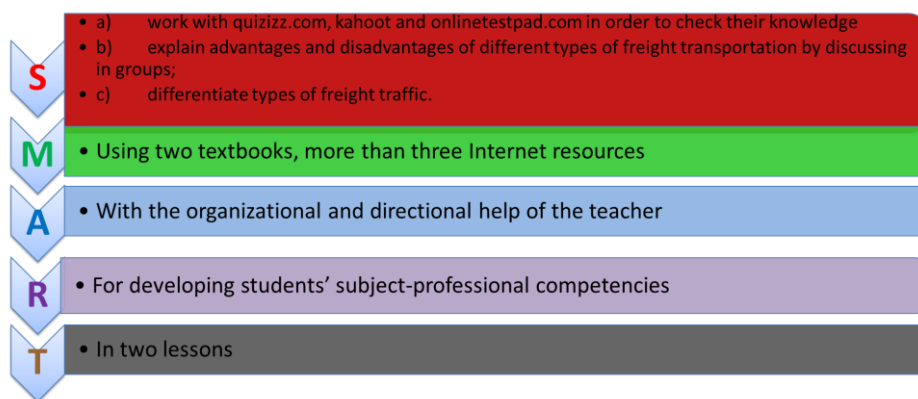 S
• a) work with quizizz.com, kahoot and onlinetestpad.com in order to check their knowledge
• b) explain advantages and disadvantages of different types of freight transportation by discussing
in groups;
• c) differentiate types of freight traffic.
M
• Using two textbooks, more than three Internet resources
A
• With the organizational and directional help of the teacher
R
• For developing students’ subject-professional competencies
T
• In two lessons